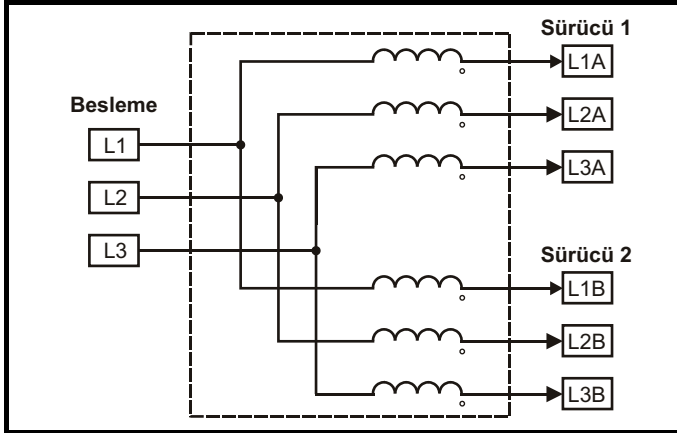 Sürücü 1
L1A
Besleme
L2A
L1
L3A
L2
L3
Sürücü 2
L1B
L2B
L3B